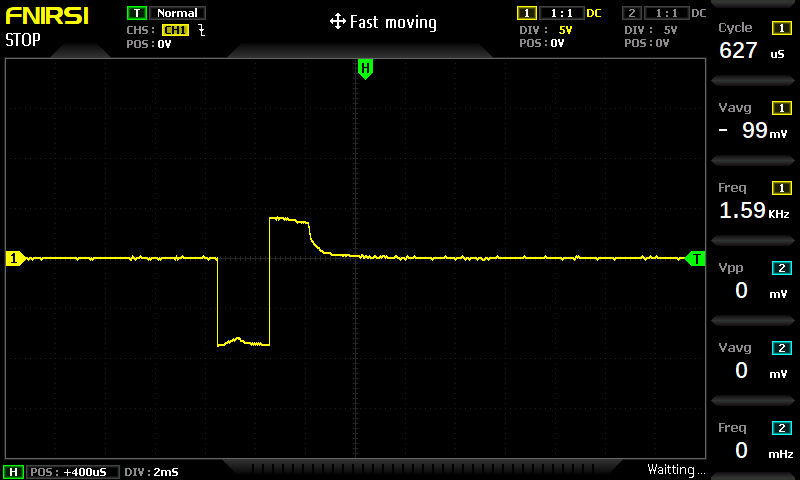 FNIRSI
STOP
T Normal
CHS: CH1
POS: 0V
Fast moving
1 1:1 DC
DIV: 5V
POS: 0V
2 1:1 DC
DIV: 5V
POS: 0V
H
1
T
Cycle 1
627 uS
Vavg 1
- 99 mV
Freq 1
1.59 KHz
Vpp 2
0 mV
Vavg 2
0 mV
Freq 2
0 mHz
H POS: +400uS DIV: 2mS
Waitting...